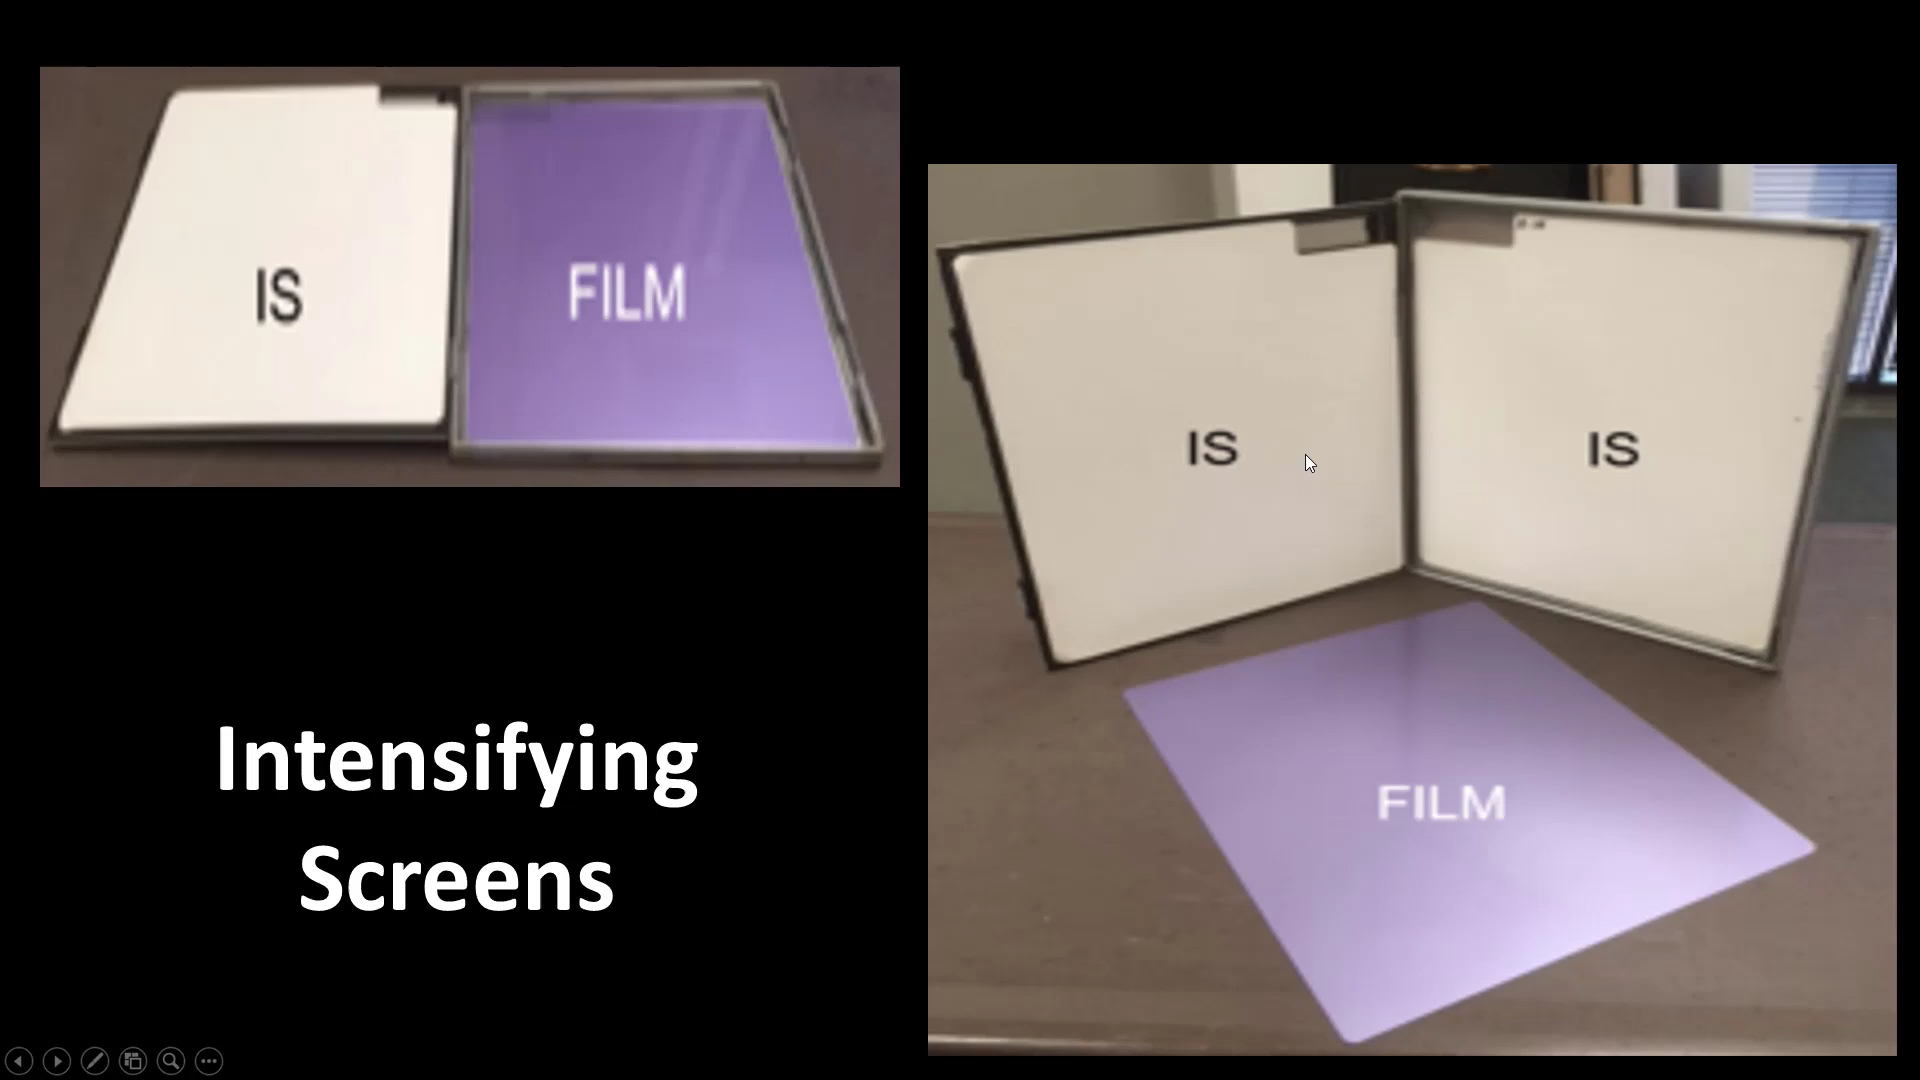 IS
FILM
IS
IS
FILM
Intensifying
Screens